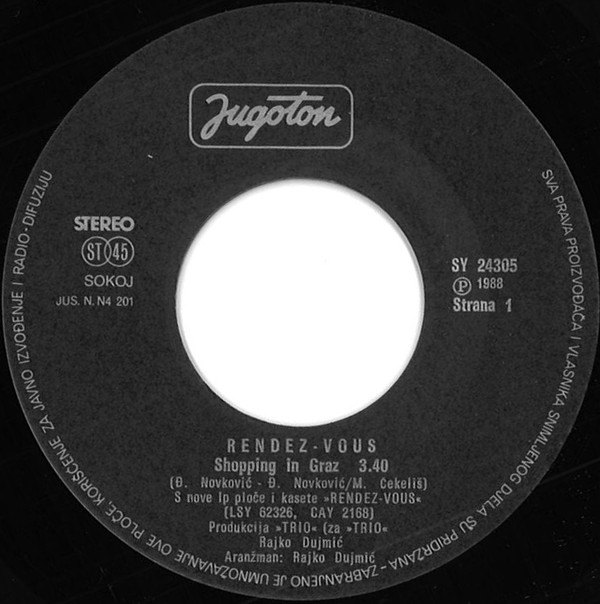 Jugoton
STEREO
ST 45
SOKOJ
JUS. N. N4 201
SY 24305
Ⓟ 1988
Strana 1
RENDEZ-VOUS
Shopping in Graz 3.40
(Đ. Novković - Đ. Novković/M. Cekeliš)
S nove lp ploče i kasete »RENDEZ-VOUS«
(LSY 62326, CAY 2168)
Produkcija »TRIO« (za »TRIO«
Rajko Dujmić)
Aranžman: Rajko Dujmić
SVA PRAVA PROIZVOĐAČA I VLASNIKA SNIMLJENOG DJELA SU PRIDRŽANA - ZABRANJENO JE UMNOŽAVANJE OVE PLOČE, KORIŠĆENJE ZA JAVNO IZVOĐENJE I RADIO-DIFUZIJU